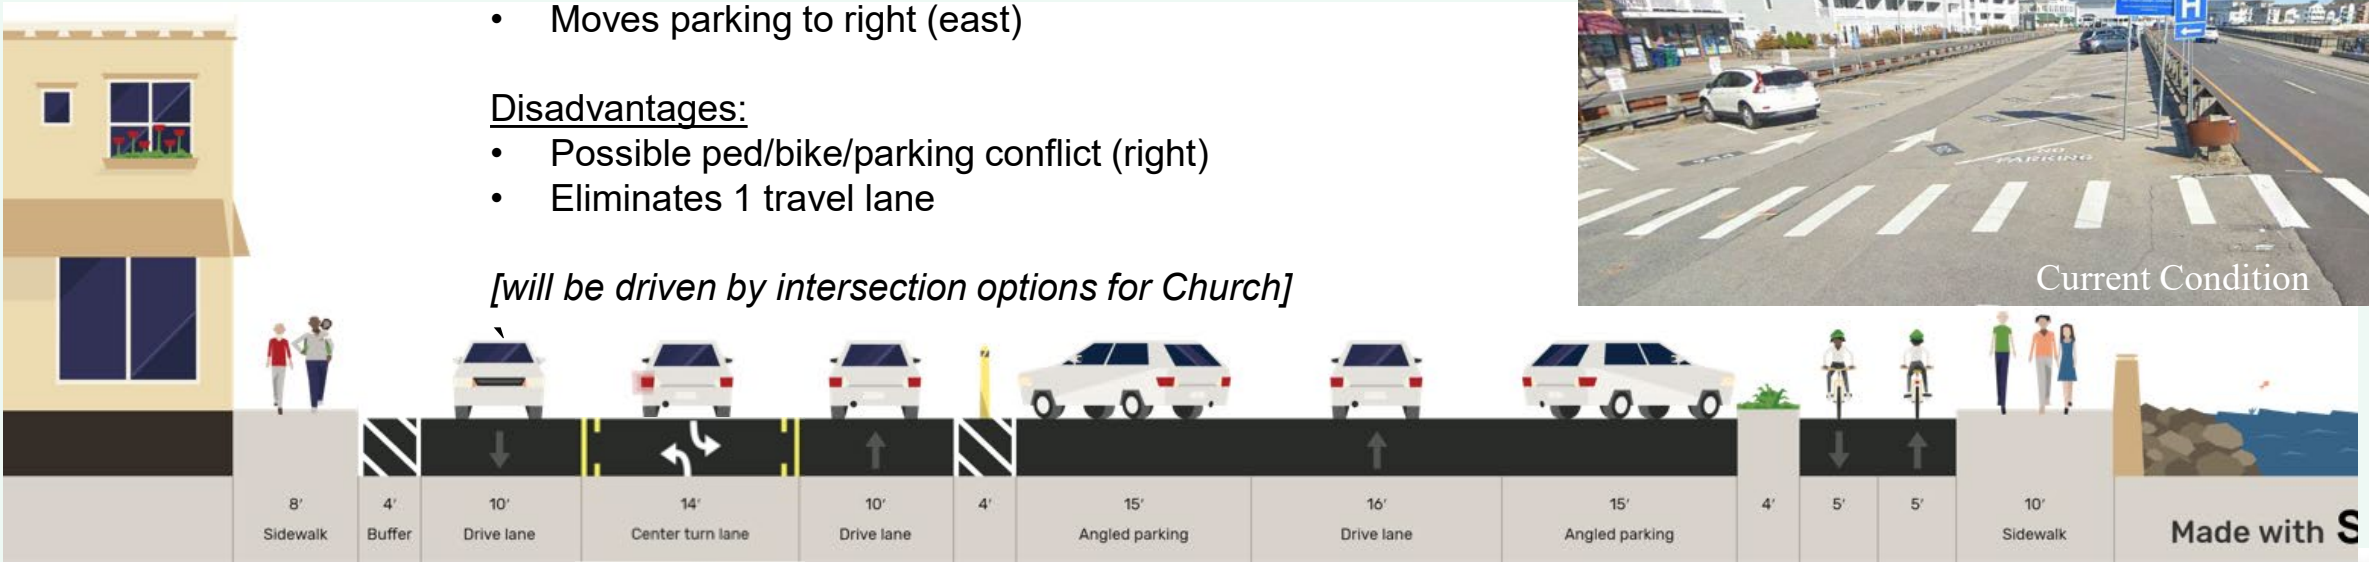 • Moves parking to right (east)
Disadvantages:
• Possible ped/bike/parking conflict (right)
• Eliminates 1 travel lane
[will be driven by intersection options for Church]
`
H
NO
PARKING
Current Condition
8' 4' 10' 14' 10' 4' 15' 16' 15' 4' 5' 5' 10'
Sidewalk Buffer Drive lane Center turn lane Drive lane Angled parking Drive lane Angled parking Sidewalk
Made with S